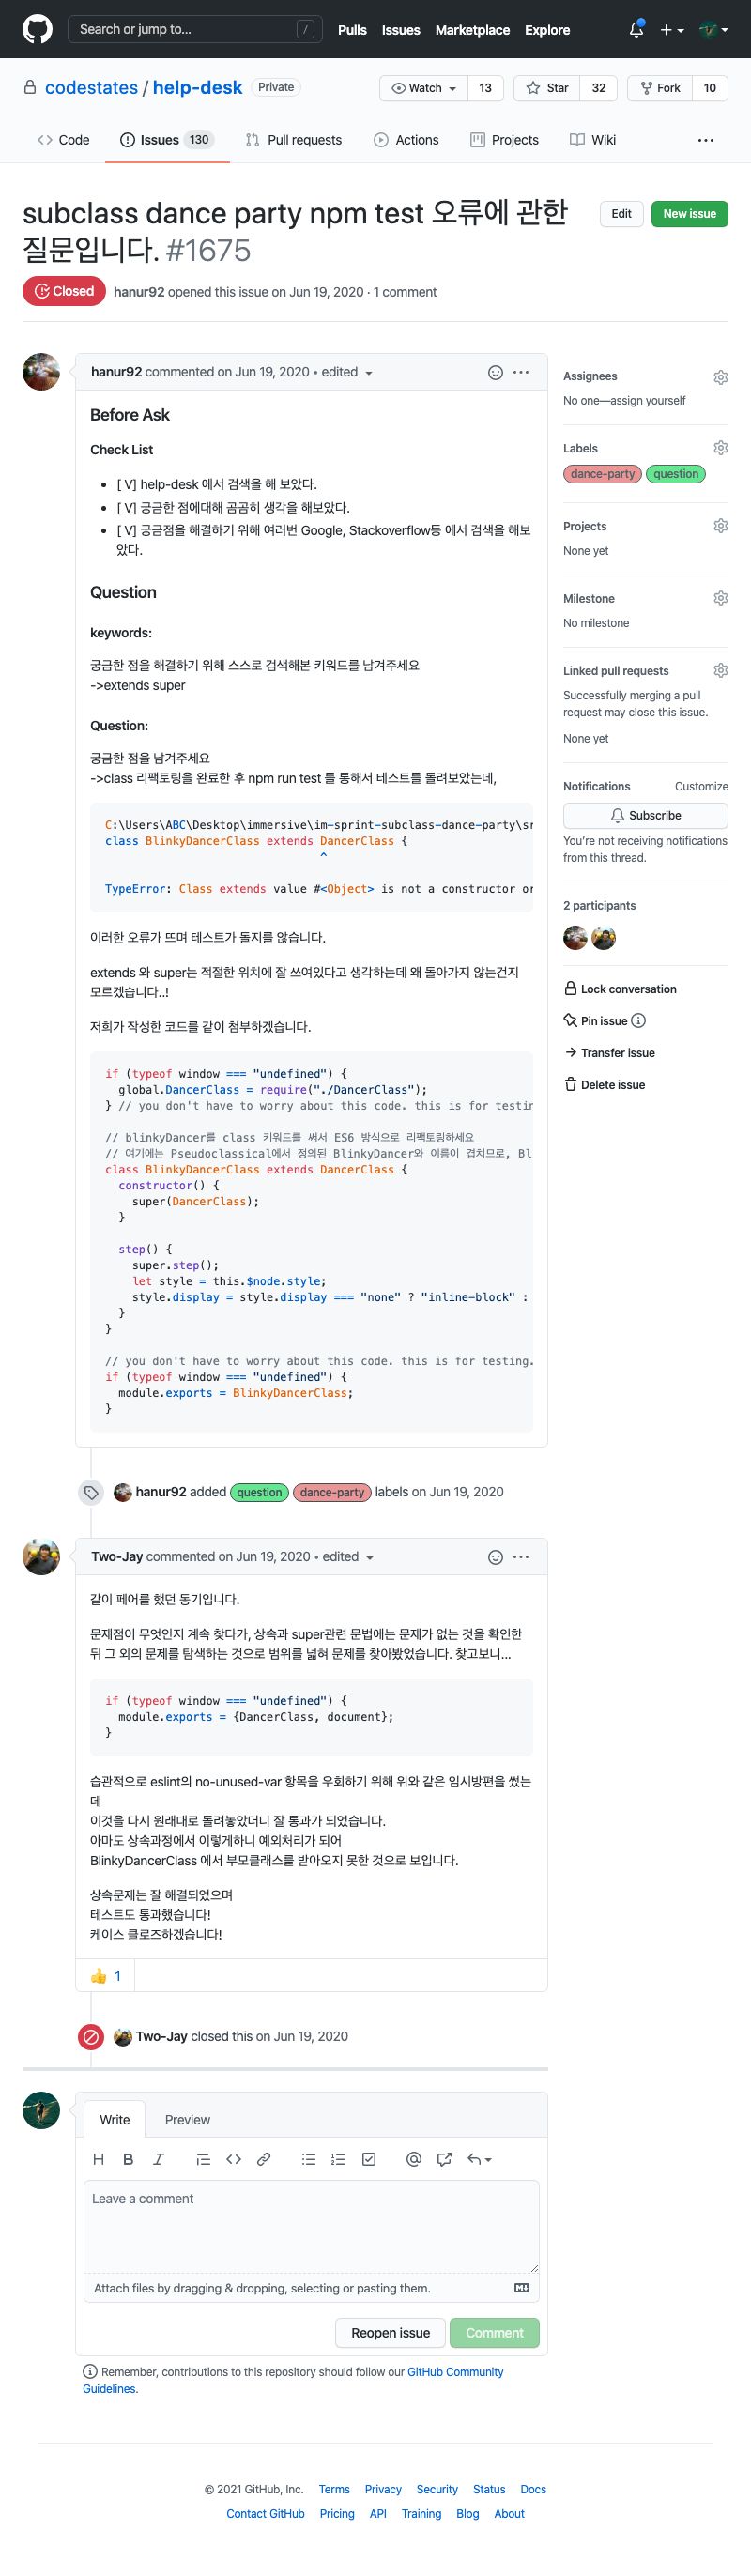 Search or jump to...
/
Pulls Issues Marketplace Explore
codestates / help-desk Private
Watch 13 Star 32 Fork 10
Code Issues 130 Pull requests Actions Projects Wiki
subclass dance party npm test 오류에 관한
질문입니다. #1675
Edit New issue
Closed hanur92 opened this issue on Jun 19, 2020 · 1 comment
hanur92 commented on Jun 19, 2020 • edited
Before Ask
Check List
[ V] help-desk 에서 검색을 해 보았다.
[ V] 궁금한 점에대해 곰곰히 생각을 해보았다.
[ V] 궁금점을 해결하기 위해 여러번 Google, Stackoverflow등 에서 검색을 해보
았다.
Question
keywords:
궁금한 점을 해결하기 위해 스스로 검색해본 키워드를 남겨주세요
->extends super
Question:
궁금한 점을 남겨주세요
->class 리팩토링을 완료한 후 npm run test 를 통해서 테스트를 돌려보았는데,
C:\Users\ABC\Desktop\immersive\im-sprint-subclass-dance-party\sr
class BlinkyDancerClass extends DancerClass {
^
TypeError: Class extends value #<Object> is not a constructor or
이러한 오류가 뜨며 테스트가 돌지를 않습니다.
extends 와 super는 적절한 위치에 잘 쓰여있다고 생각하는데 왜 돌아가지 않는건지
모르겠습니다..!
저희가 작성한 코드를 같이 첨부하겠습니다.
if (typeof window === "undefined") {
global.DancerClass = require("./DancerClass");
} // you don't have to worry about this code. this is for testin
// blinkyDancer를 class 키워드를 써서 ES6 방식으로 리팩토링하세요
// 여기에는 Pseudoclassical에서 정의된 BlinkyDancer와 이름이 겹치므로, Bl
class BlinkyDancerClass extends DancerClass {
constructor() {
super(DancerClass);
}
step() {
super.step();
let style = this.$node.style;
style.display = style.display === "none" ? "inline-block" :
}
}
// you don't have to worry about this code. this is for testing.
if (typeof window === "undefined") {
module.exports = BlinkyDancerClass;
}
Assignees
No one—assign yourself
Labels
dance-party question
Projects
None yet
Milestone
No milestone
Linked pull requests
Successfully merging a pull
request may close this issue.
None yet
Notifications Customize
Subscribe
You're not receiving notifications
from this thread.
2 participants
Lock conversation
Pin issue
Transfer issue
Delete issue
hanur92 added question dance-party labels on Jun 19, 2020
Two-Jay commented on Jun 19, 2020 • edited
같이 페어를 했던 동기입니다.
문제점이 무엇인지 계속 찾다가, 상속과 super관련 문법에는 문제가 없는 것을 확인한
뒤 그 외의 문제를 탐색하는 것으로 범위를 넓혀 문제를 찾아봤었습니다. 찾고보니...
if (typeof window === "undefined") {
module.exports = {DancerClass, document};
}
습관적으로 eslint의 no-unused-var 항목을 우회하기 위해 위와 같은 임시방편을 썼는
데
이것을 다시 원래대로 돌려놓았더니 잘 통과가 되었습니다.
아마도 상속과정에서 이렇게하니 예외처리가 되어
BlinkyDancerClass 에서 부모클래스를 받아오지 못한 것으로 보입니다.
상속문제는 잘 해결되었으며
테스트도 통과했습니다!
케이스 클로즈하겠습니다!
👍 1
Two-Jay closed this on Jun 19, 2020
Write Preview
Leave a comment
Attach files by dragging & dropping, selecting or pasting them.
Reopen issue Comment
Remember, contributions to this repository should follow our GitHub Community
Guidelines.
© 2021 GitHub, Inc. Terms Privacy Security Status Docs
Contact GitHub Pricing API Training Blog About